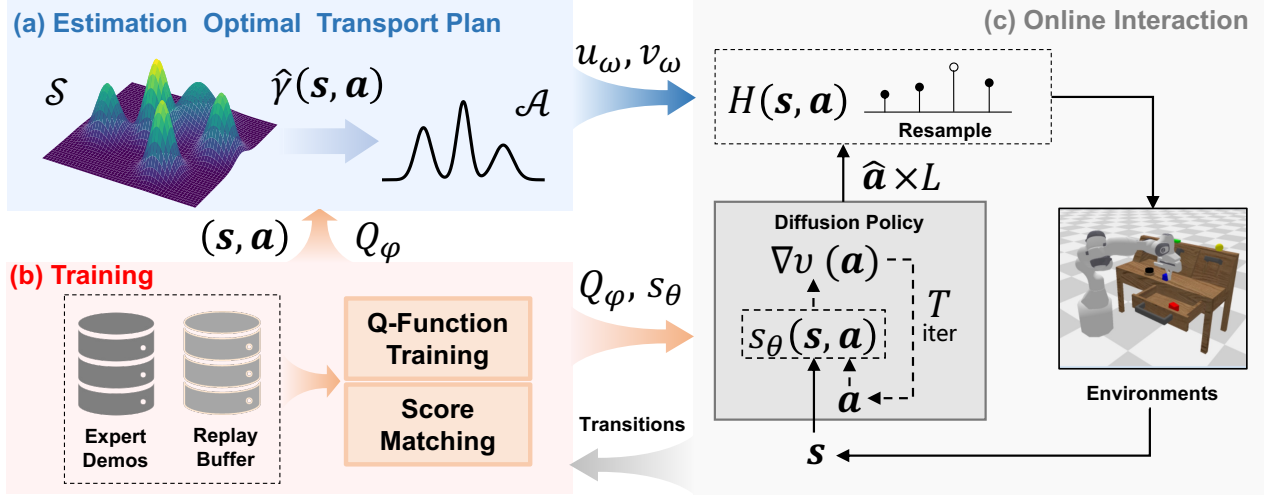 (a) Estimation Optimal Transport Plan
𝒮
γ̂(s, a)
𝒜
u_ω, v_ω
(s, a)
Q_φ
(b) Training
Expert
Demos
Replay
Buffer
Q-Function
Training
Score
Matching
Q_φ, s_θ
Transitions
(c) Online Interaction
H(s, a)
Resample
â × L
Diffusion Policy
∇υ (a)
s_θ(s, a)
T
iter
a
s
Environments